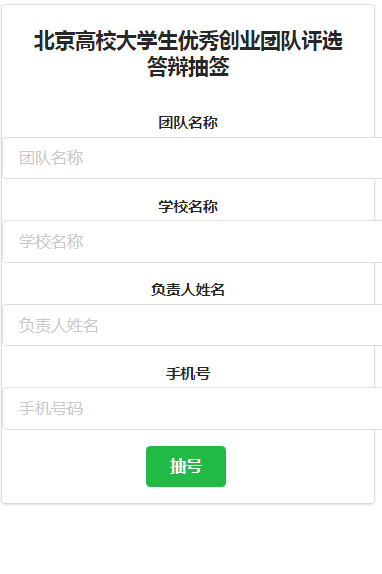 北京高校大学生优秀创业团队评选
答辩抽签
团队名称
团队名称
学校名称
学校名称
负责人姓名
负责人姓名
手机号
手机号码
抽号